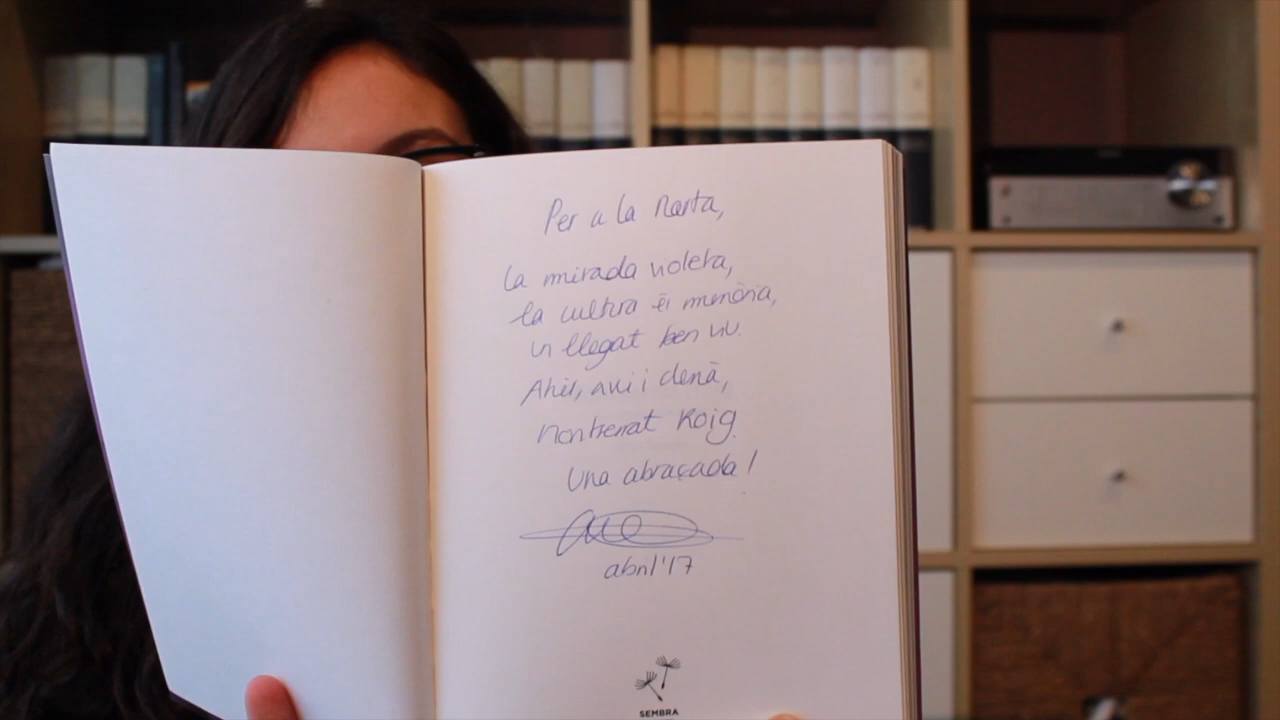 Per a la Marta,
La mirada violeta,
la cultura és memòria,
un llegat ben viu.
Ahir, avui i demà,
Montserrat Roig.
Una abraçada!
abril'17
SEMBRA